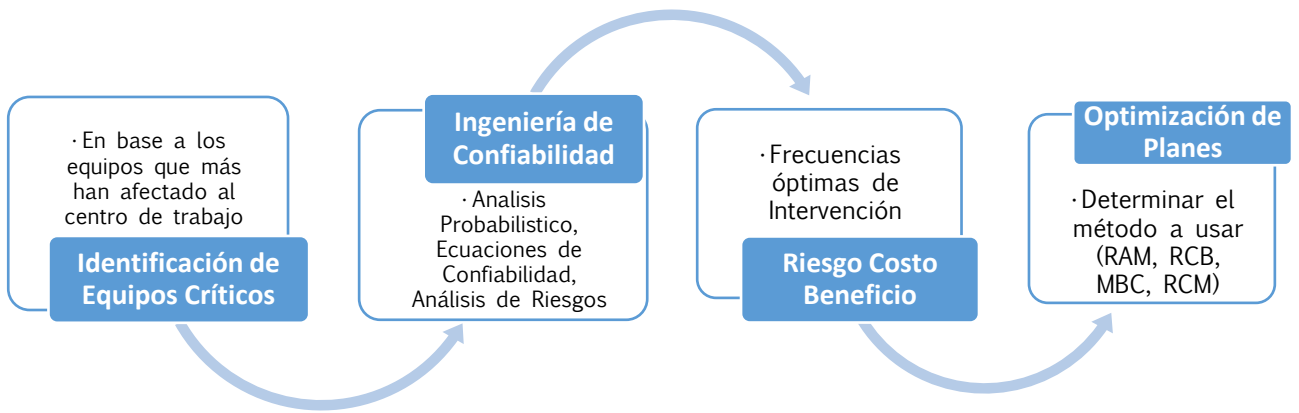 · En base a los
equipos que más
han afectado al
centro de trabajo
Identificación de
Equipos Críticos
Ingeniería de
Confiabilidad
· Analisis
Probabilistico,
Ecuaciones de
Confiabilidad,
Análisis de Riesgos
· Frecuencias
óptimas de
Intervención
Riesgo Costo
Beneficio
Optimización de
Planes
· Determinar el
método a usar
(RAM, RCB,
MBC, RCM)